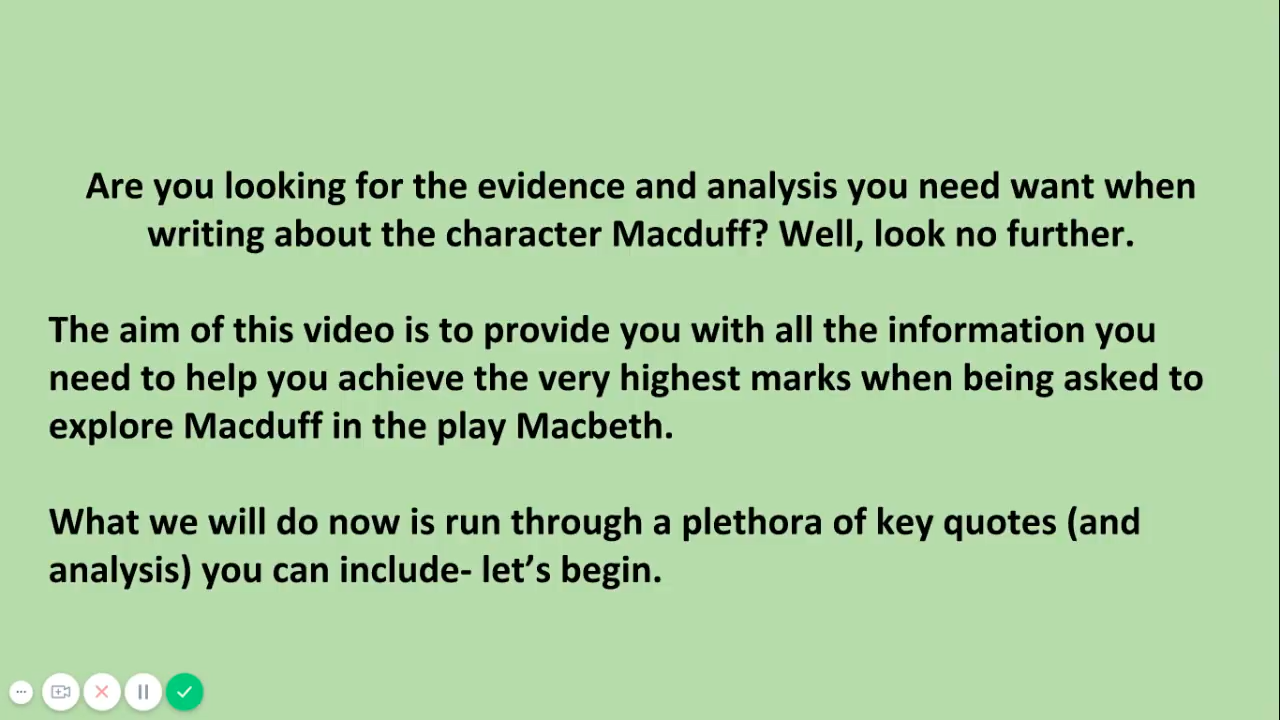 Are you looking for the evidence and analysis you need want when
writing about the character Macduff? Well, look no further.
The aim of this video is to provide you with all the information you
need to help you achieve the very highest marks when being asked to
explore Macduff in the play Macbeth.
What we will do now is run through a plethora of key quotes (and
analysis) you can include- let’s begin.